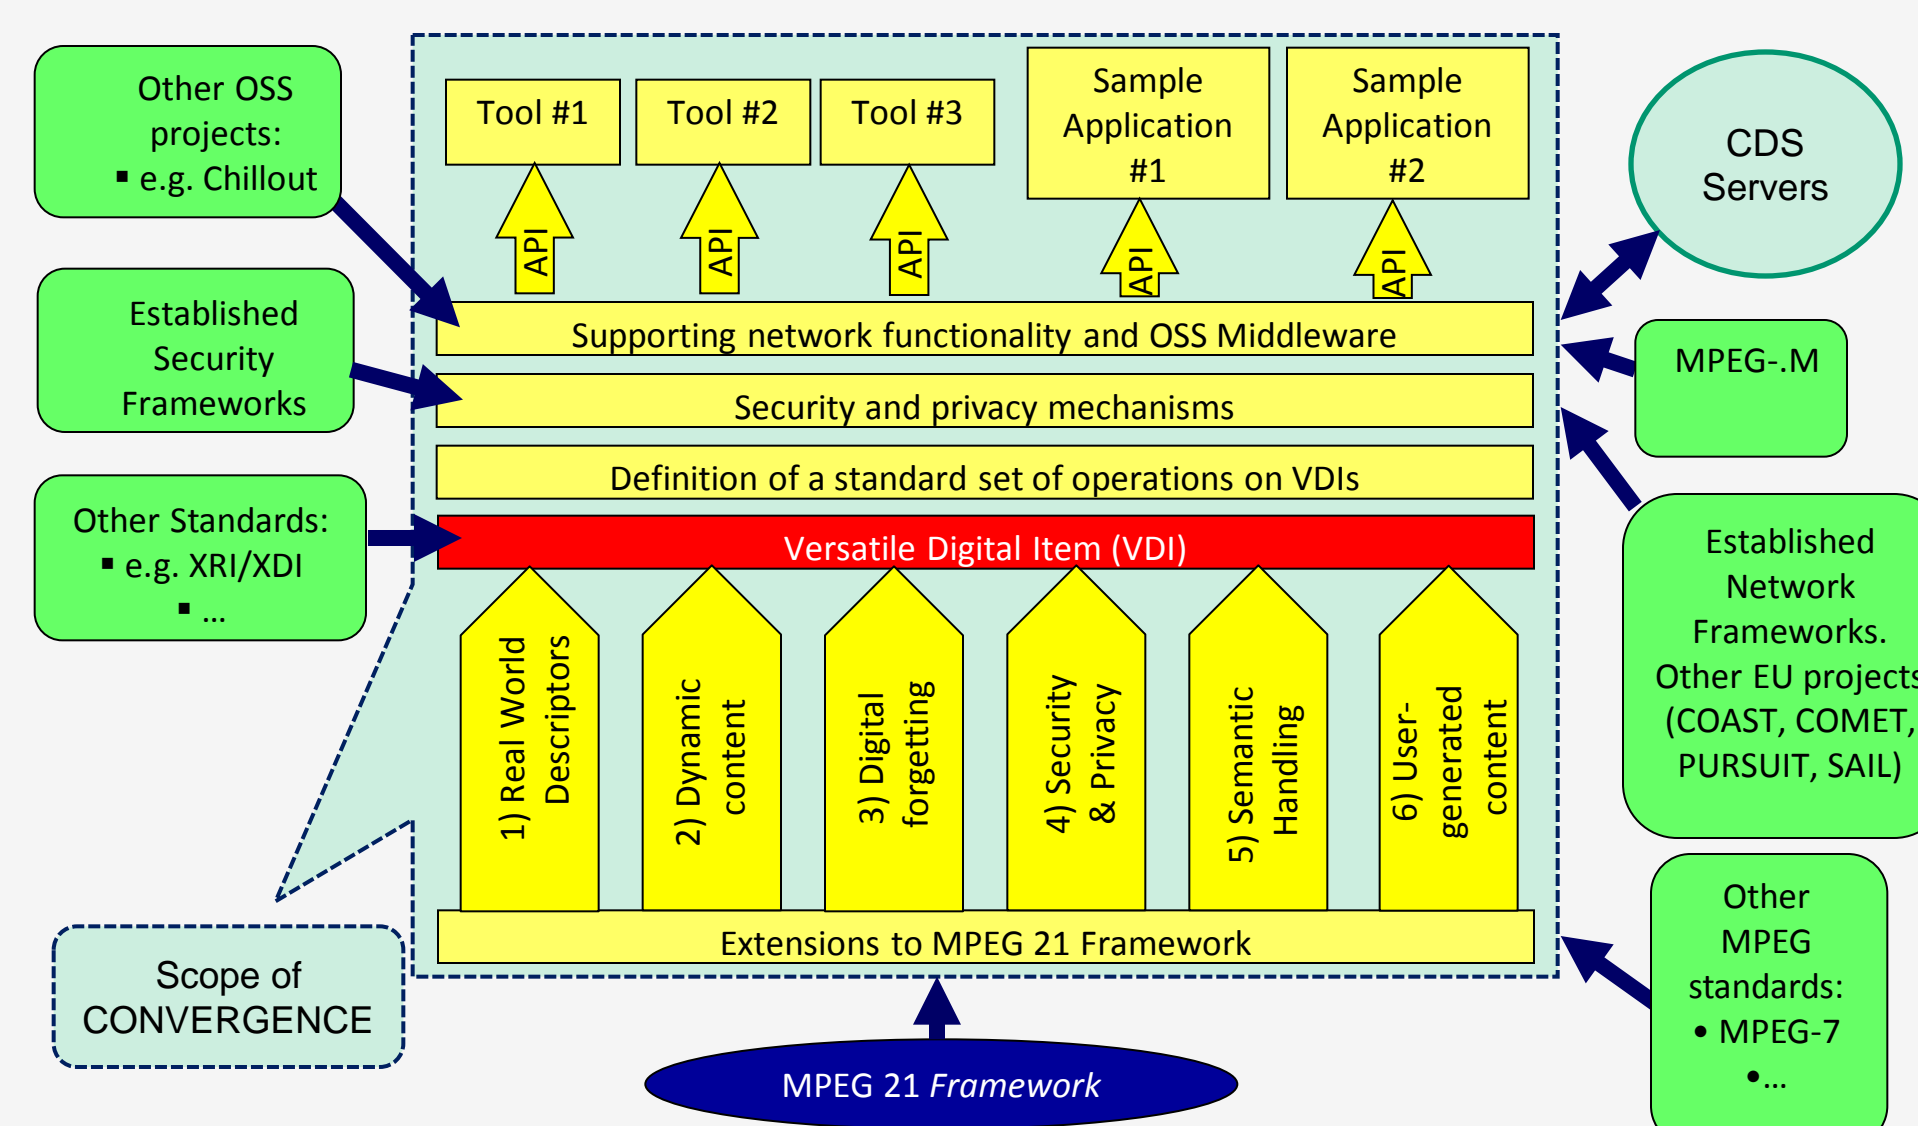 Other OSS
projects:
▪ e.g. Chillout
Established
Security
Frameworks
Other Standards:
▪ e.g. XRI/XDI
▪ ...
Scope of
CONVERGENCE
Tool #1
Tool #2
Tool #3
Sample
Application
#1
Sample
Application
#2
API
API
API
API
API
Supporting network functionality and OSS Middleware
Security and privacy mechanisms
Definition of a standard set of operations on VDIs
Versatile Digital Item (VDI)
1) Real World
Descriptors
2) Dynamic
content
3) Digital
forgetting
4) Security
& Privacy
5) Semantic
Handling
6) User-
generated
content
Extensions to MPEG 21 Framework
MPEG 21 Framework
CDS
Servers
MPEG-.M
Established
Network
Frameworks.
Other EU projects
(COAST, COMET,
PURSUIT, SAIL)
Other
MPEG
standards:
• MPEG-7
•...